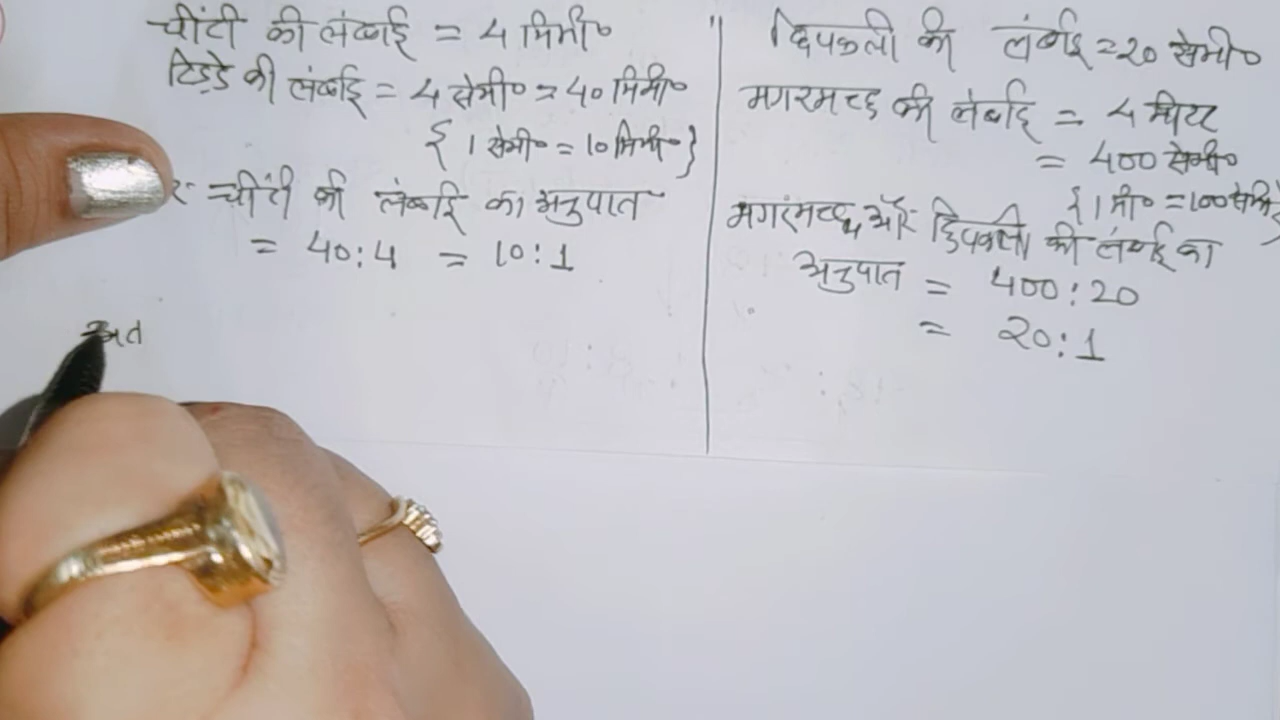 चींटी की लंबाई = 4 मिमी०
टिड्डे की लंबाई = 4 सेमी० = 40 मिमी०
{ 1 सेमी० = 10 मिमी० }
चींटी की लंबाई का अनुपात
= 40:4 = 10:1
अत
छिपकली की लंबाई = 20 सेमी०
मगरमच्छ की लंबाई = 4 मीटर
= 400 सेमी०
{ 1 मी० = 100 सेमी० }
मगरमच्छ और छिपकली की लंबाई का
अनुपात = 400:20
= 20:1